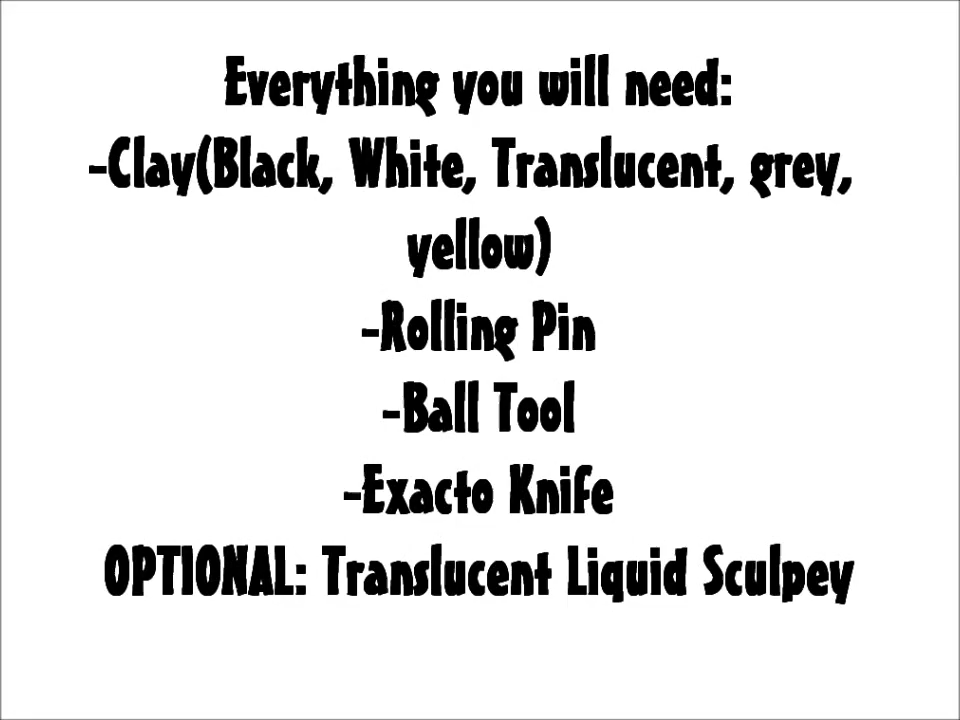 Everything you will need:
-Clay(Black, White, Translucent, grey,
yellow)
-Rolling Pin
-Ball Tool
-Exacto Knife
OPTIONAL: Translucent Liquid Sculpey